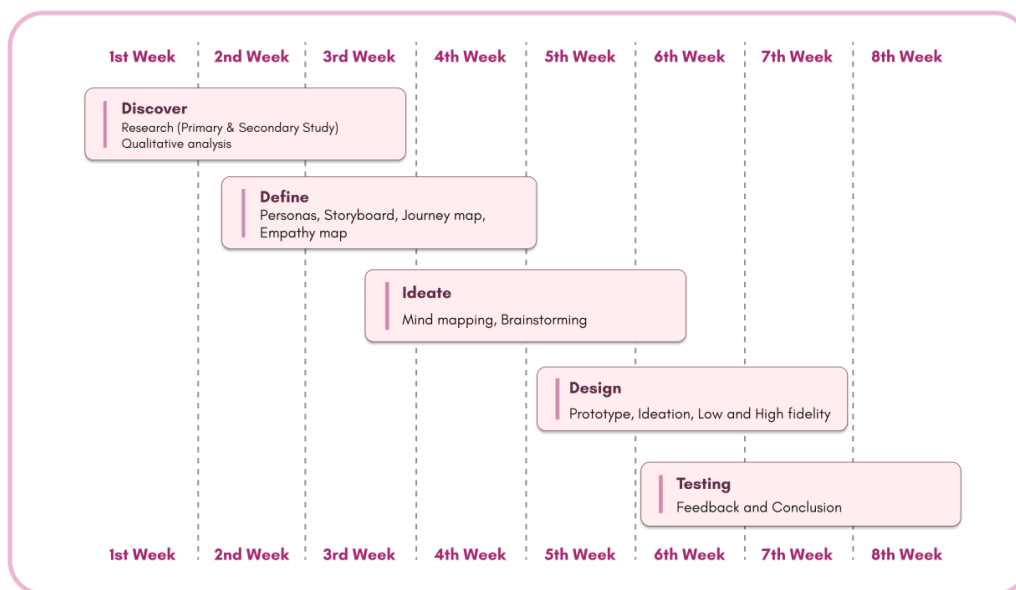 1st Week 2nd Week 3rd Week 4th Week 5th Week 6th Week 7th Week 8th Week
Discover
Research (Primary & Secondary Study)
Qualitative analysis
Define
Personas, Storyboard, Journey map,
Empathy map
Ideate
Mind mapping, Brainstorming
Design
Prototype, Ideation, Low and High fidelity
Testing
Feedback and Conclusion
1st Week 2nd Week 3rd Week 4th Week 5th Week 6th Week 7th Week 8th Week